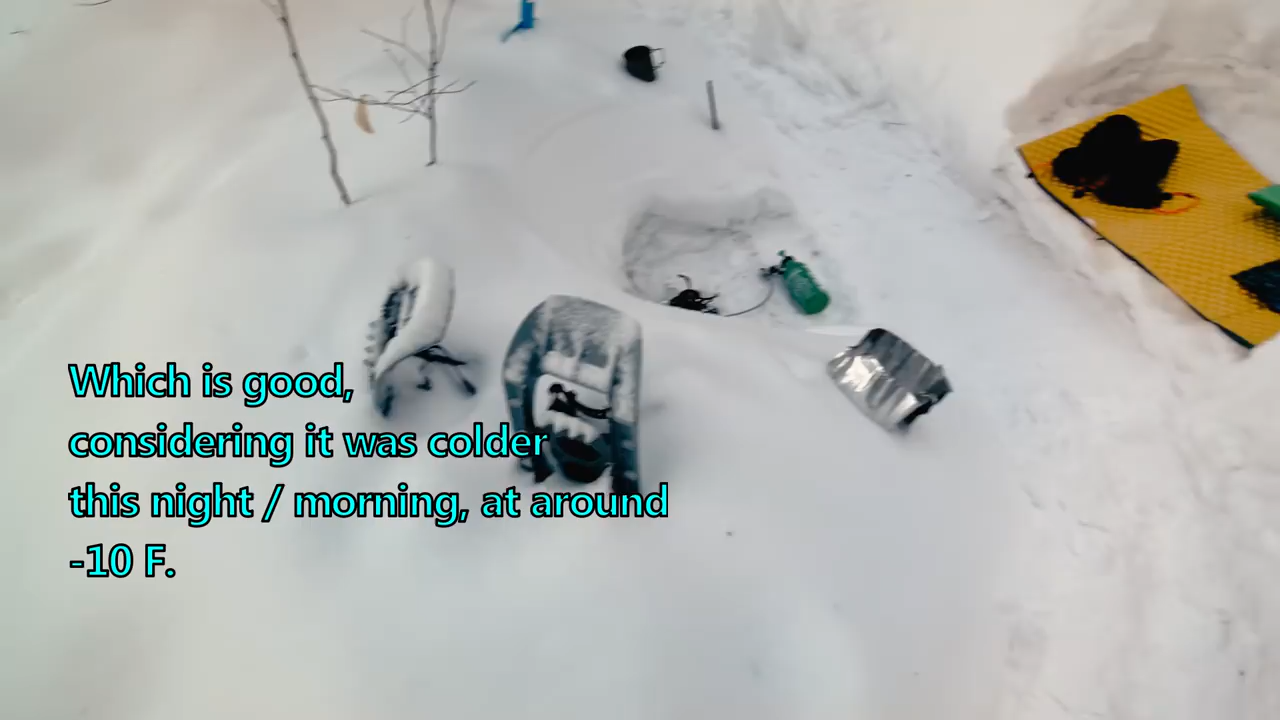 Which is good,
considering it was colder
this night / morning, at around
-10 F.